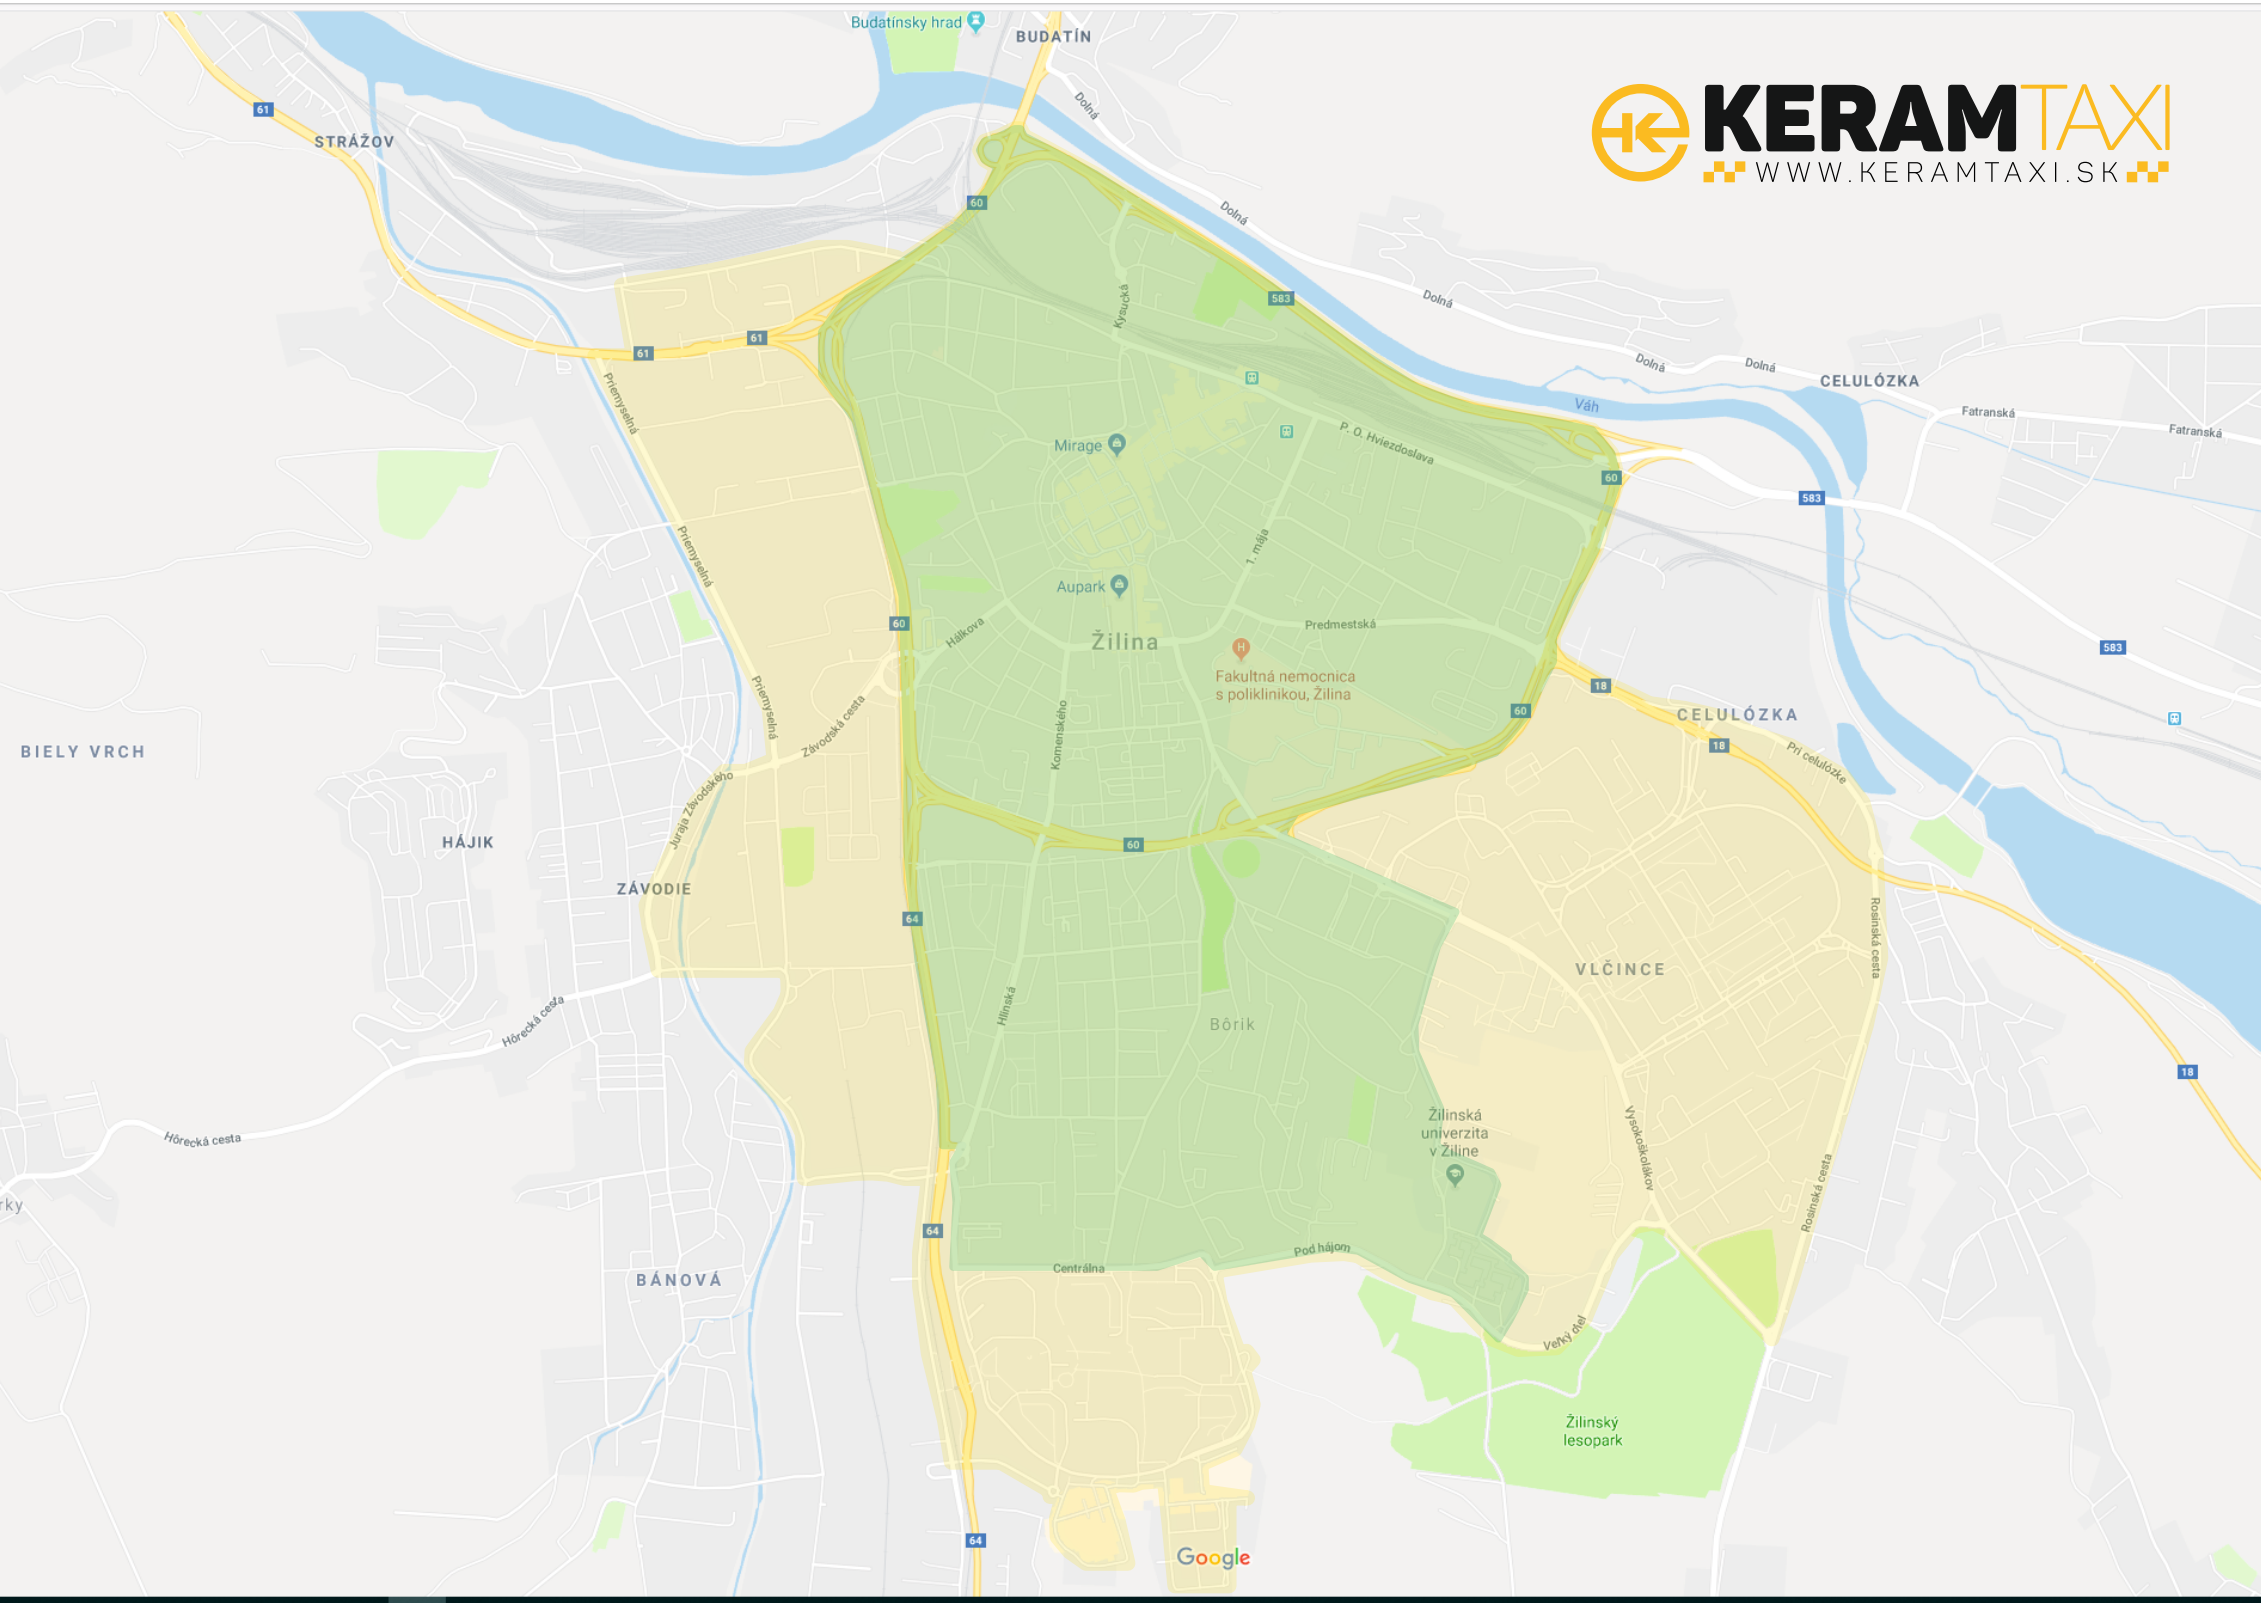 Budatínsky hrad
BUDATÍN
61
Dolná
KERAMTAXI
WWW.KERAMTAXI.SK
STRÁŽOV
60
Dolná
583
Dolná
Kysucká
61
61
Dolná
Dolná
CELULÓZKA
Priemyselná
Váh
Fatranská
Fatranská
Mirage
P. O. Hviezdoslava
60
583
Priemyselná
1. mája
Aupark
60
Hálkova
Predmestská
Žilina
583
H
Fakultná nemocnica
s poliklinikou, Žilina
18
Priemyselná
Závodská cesta
Komenského
60
CELULÓZKA
18
BIELY VRCH
Pri celulózke
Juraja Závodského
HÁJIK
60
ZÁVODIE
64
Rosinská cesta
VLČINCE
Hôrecká cesta
Hlinská
Bôrik
18
Žilinská
univerzita
v Žiline
Vysokoškolákov
Hôrecká cesta
Rosinská cesta
rky
64
Pod hájom
Centrálna
BÁNOVÁ
Veľký diel
Žilinský
lesopark
64
Google